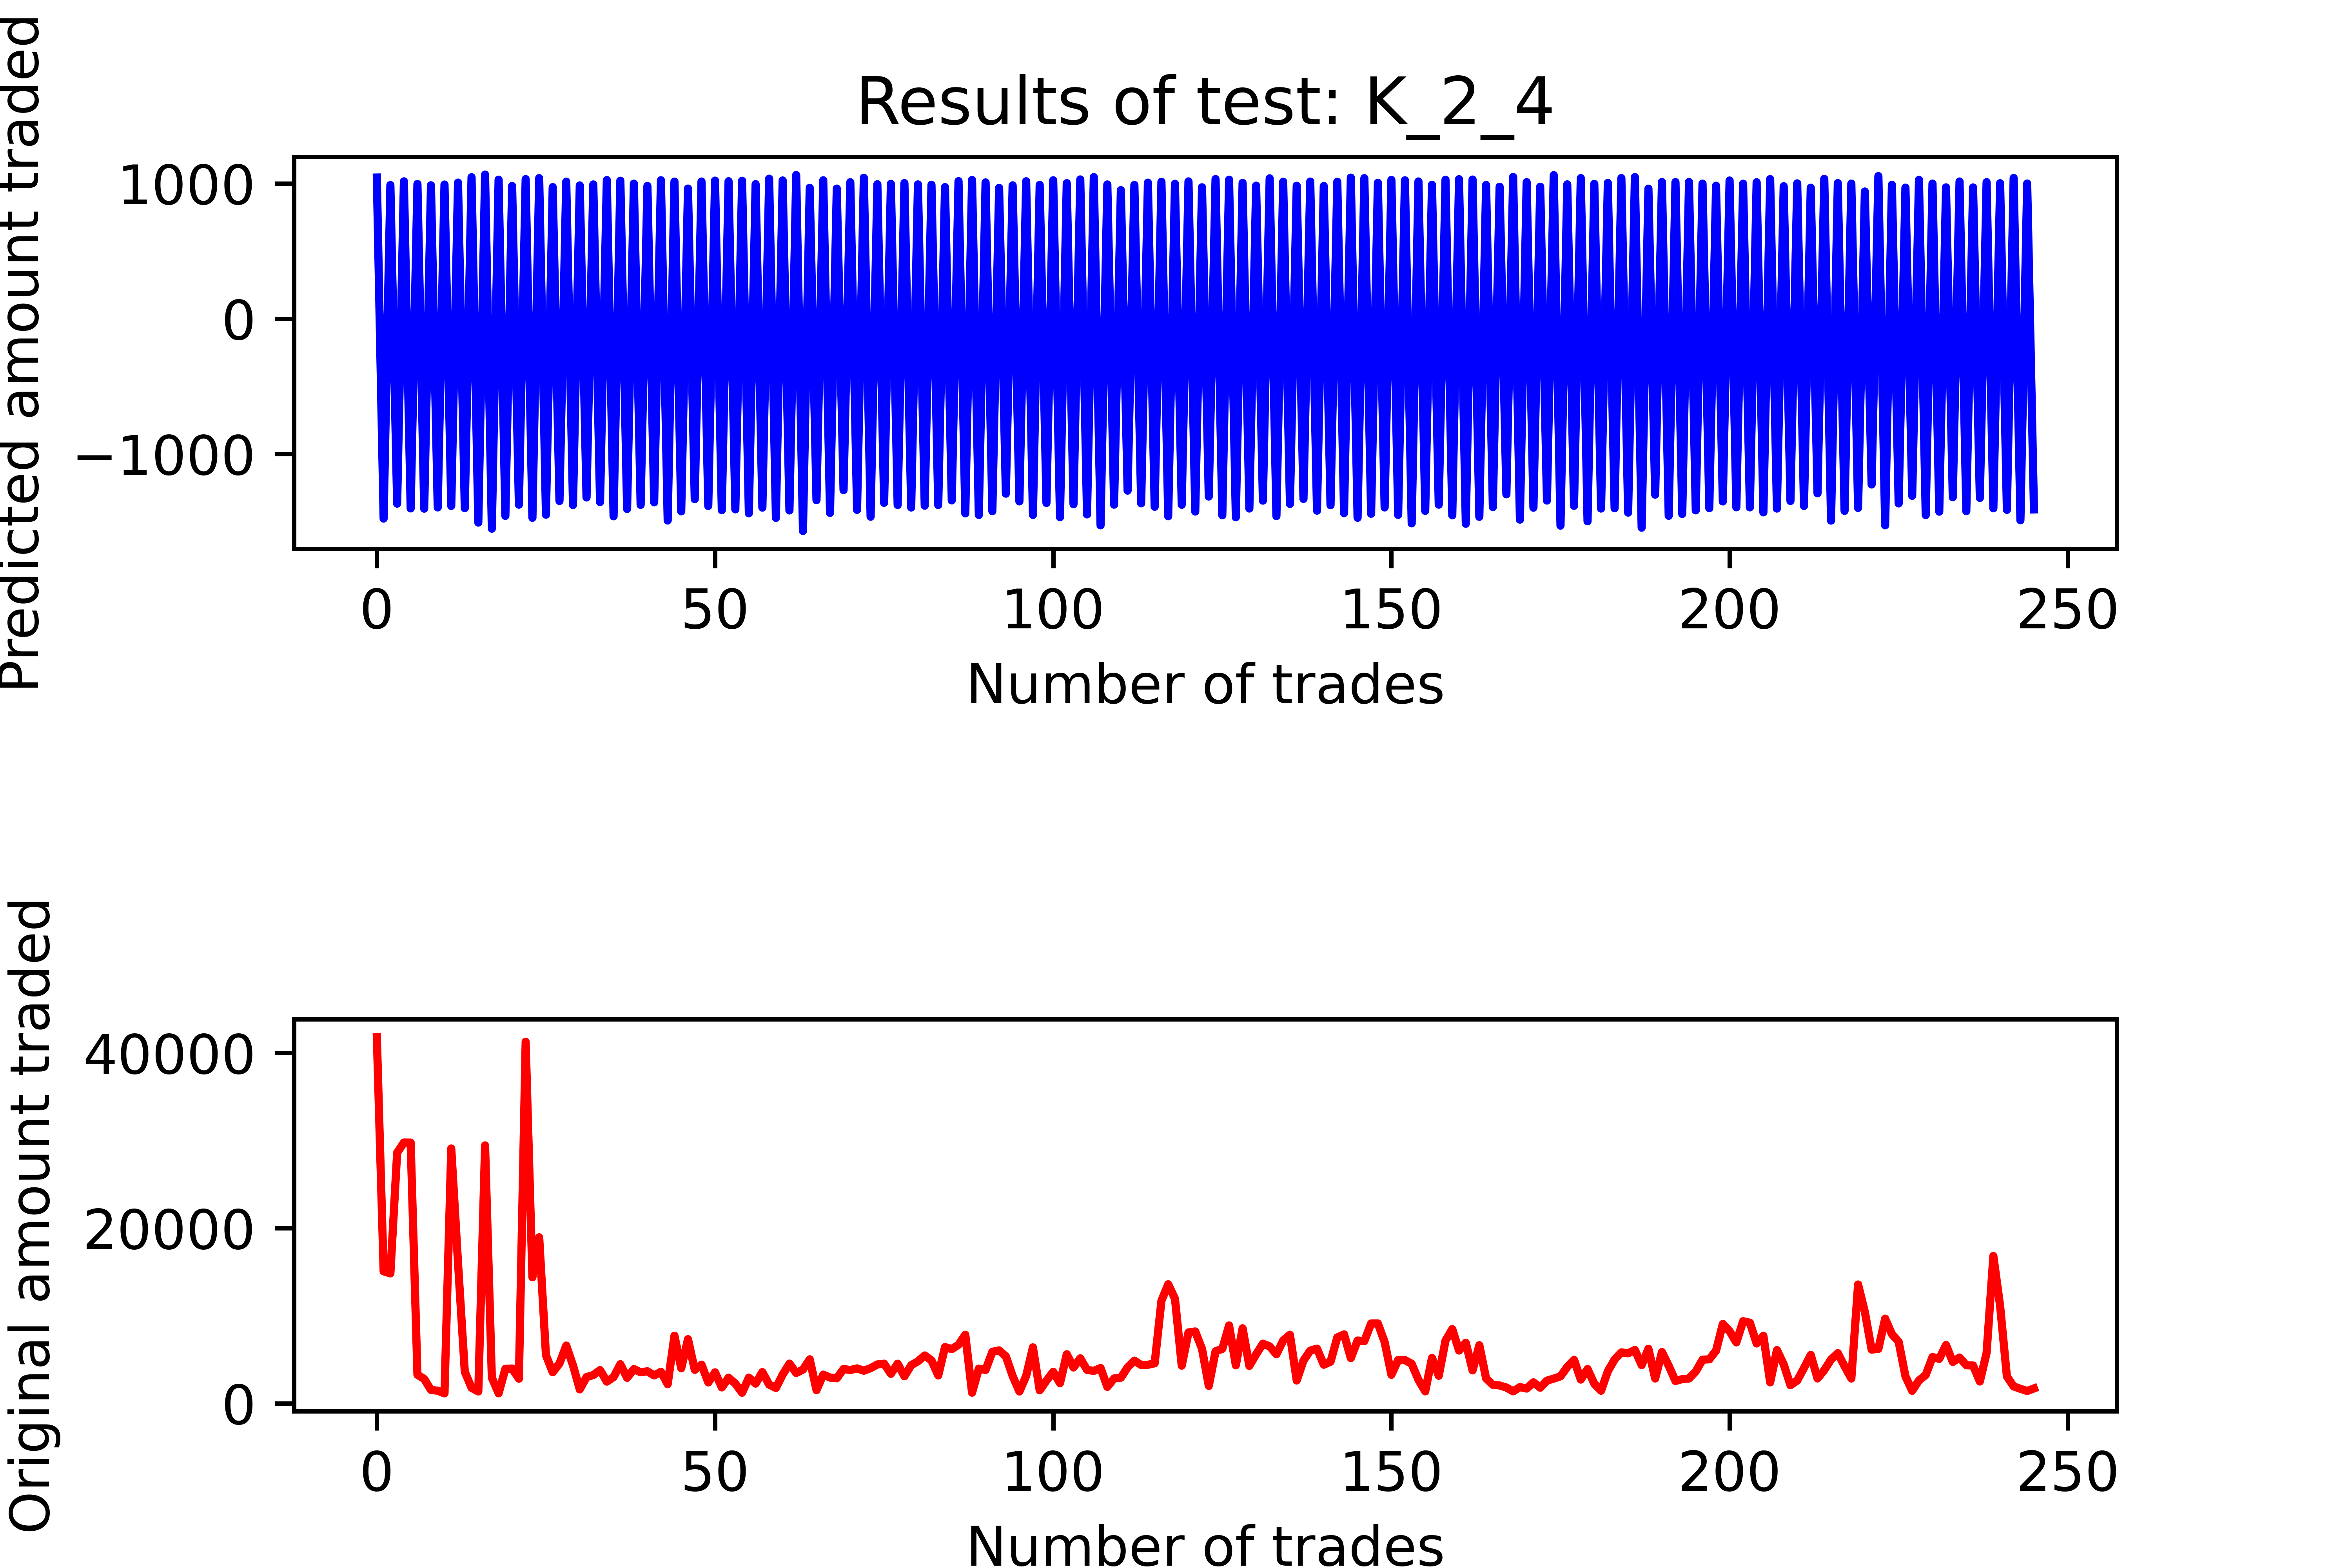 Results of test: K_2_4
Predicted amount traded
1000
0
−1000
0 50 100 150 200 250
Number of trades
Original amount traded
40000
20000
0
0 50 100 150 200 250
Number of trades